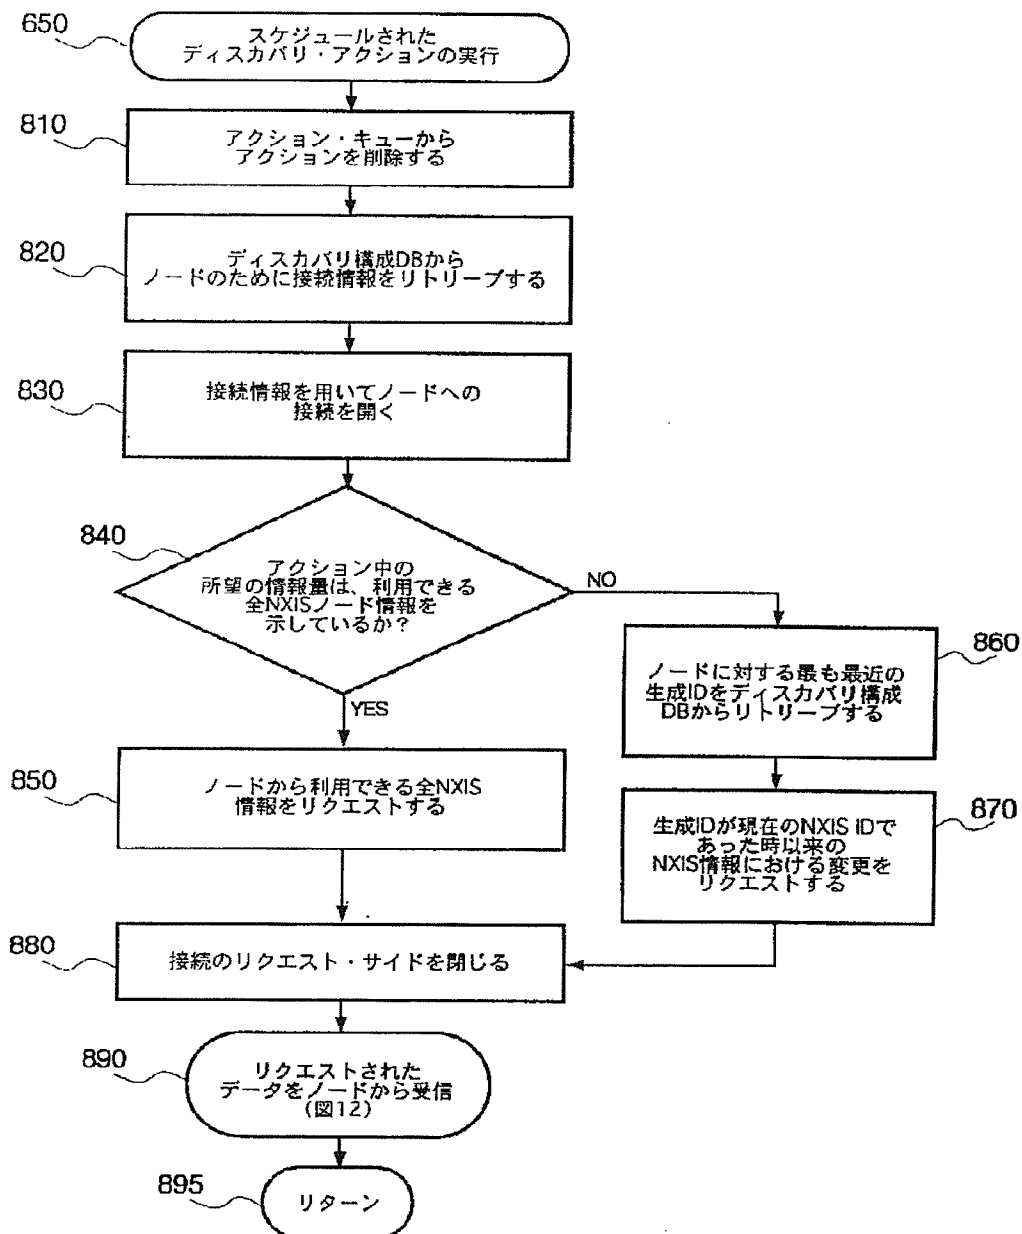 650
スケジュールされた
ディスカバリ・アクションの実行
810
アクション・キューから
アクションを削除する
820
ディスカバリ構成DBから
ノードのために接続情報をリトリーブする
830
接続情報を用いてノードへの
接続を開く
840
アクション中の
所望の情報量は、利用できる
全NXISノード情報を
示しているか？
NO
YES
860
ノードに対する最も最近の
生成IDをディスカバリ構成
DBからリトリーブする
850
ノードから利用できる全NXIS
情報をリクエストする
870
生成IDが現在のNXIS IDで
あった時以来の
NXIS情報における変更を
リクエストする
880
接続のリクエスト・サイドを閉じる
890
リクエストされた
データをノードから受信
(図12)
895
リターン